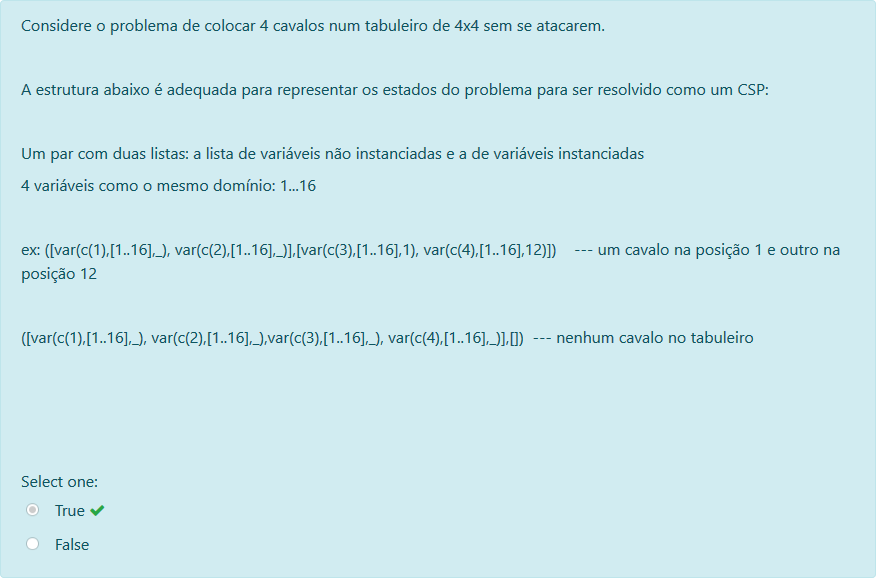 Considere o problema de colocar 4 cavalos num tabuleiro de 4x4 sem se atacarem.
A estrutura abaixo é adequada para representar os estados do problema para ser resolvido como um CSP:
Um par com duas listas: a lista de variáveis não instanciadas e a de variáveis instanciadas
4 variáveis como o mesmo domínio: 1...16
ex: ([var(c(1),[1..16],_), var(c(2),[1..16],_)],[var(c(3),[1..16],1), var(c(4),[1..16],12)]) --- um cavalo na posição 1 e outro na
posição 12
([var(c(1),[1..16],_), var(c(2),[1..16],_),var(c(3),[1..16],_), var(c(4),[1..16],_)],[]) --- nenhum cavalo no tabuleiro
Select one:
True
False